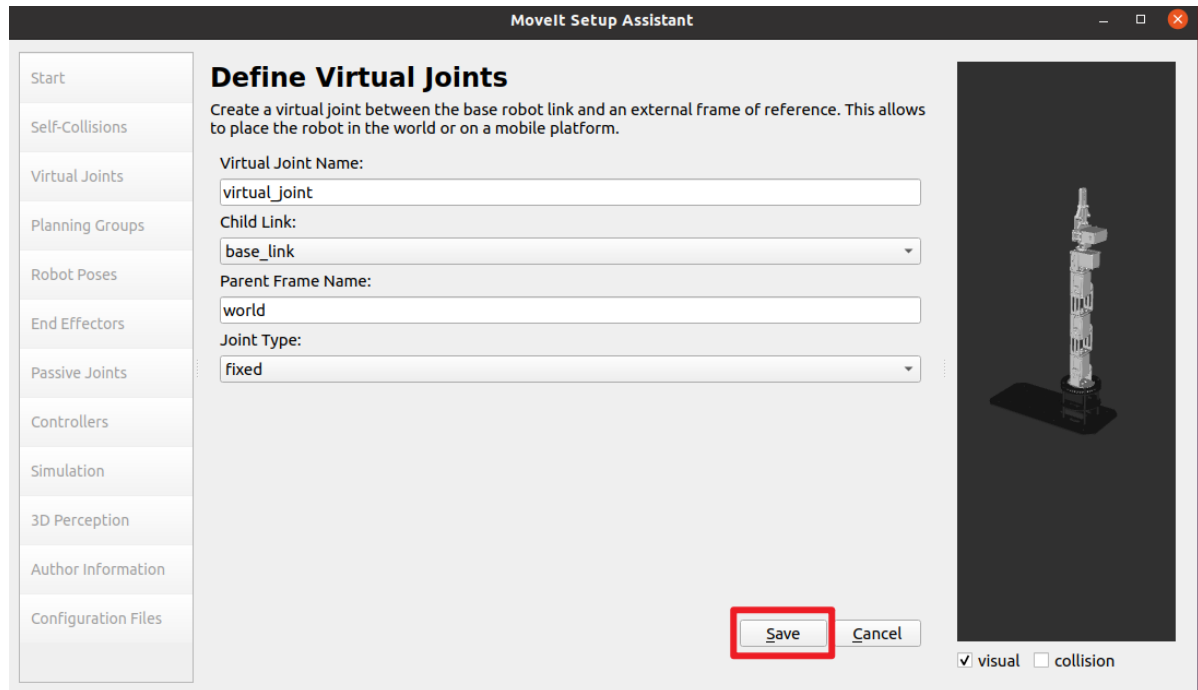 MoveIt Setup Assistant
Start
Self-Collisions
Virtual Joints
Planning Groups
Robot Poses
End Effectors
Passive Joints
Controllers
Simulation
3D Perception
Author Information
Configuration Files
Define Virtual Joints
Create a virtual joint between the base robot link and an external frame of reference. This allows
to place the robot in the world or on a mobile platform.
Virtual Joint Name:
virtual_joint
Child Link:
base_link
Parent Frame Name:
world
Joint Type:
fixed
Save Cancel
visual collision